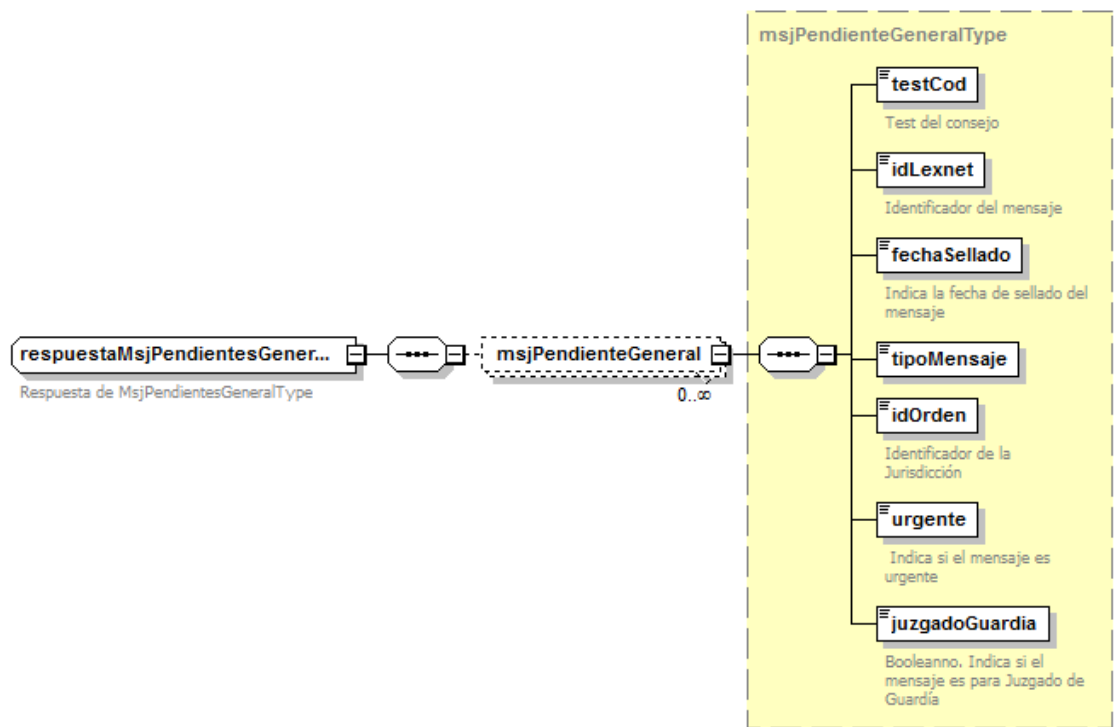 msjPendienteGeneralType
testCod
Test del consejo
idLexnet
Identificador del mensaje
fechaSellado
Indica la fecha de sellado del
mensaje
respuestaMsjPendientesGener...
Respuesta de MsjPendientesGeneralType
msjPendienteGeneral
0..∞
tipoMensaje
idOrden
Identificador de la
Jurisdicción
urgente
Indica si el mensaje es
urgente
juzgadoGuardia
Booleanno. Indica si el
mensaje es para Juzgado de
Guardía